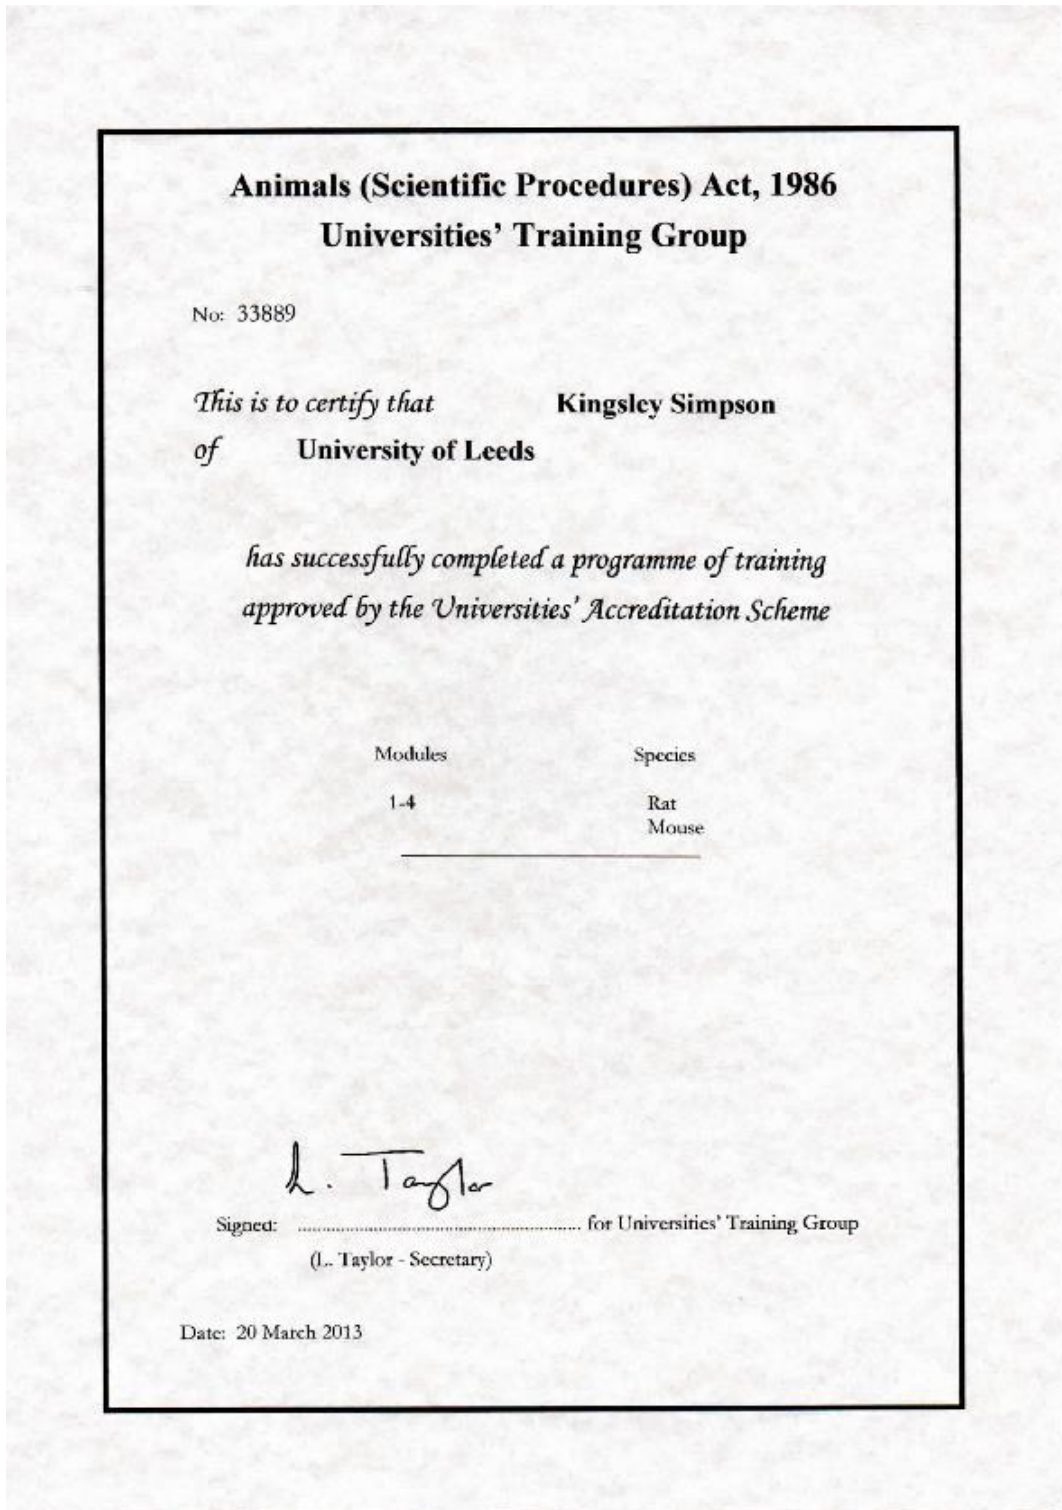 Animals (Scientific Procedures) Act, 1986
Universities' Training Group
No: 33889
This is to certify that Kingsley Simpson
of University of Leeds
has successfully completed a programme of training
approved by the Universities' Accreditation Scheme
Modules Species
1-4 Rat
Mouse
L. Taylor
Signed: ........................................................ for Universities' Training Group
(L. Taylor - Secretary)
Date: 20 March 2013